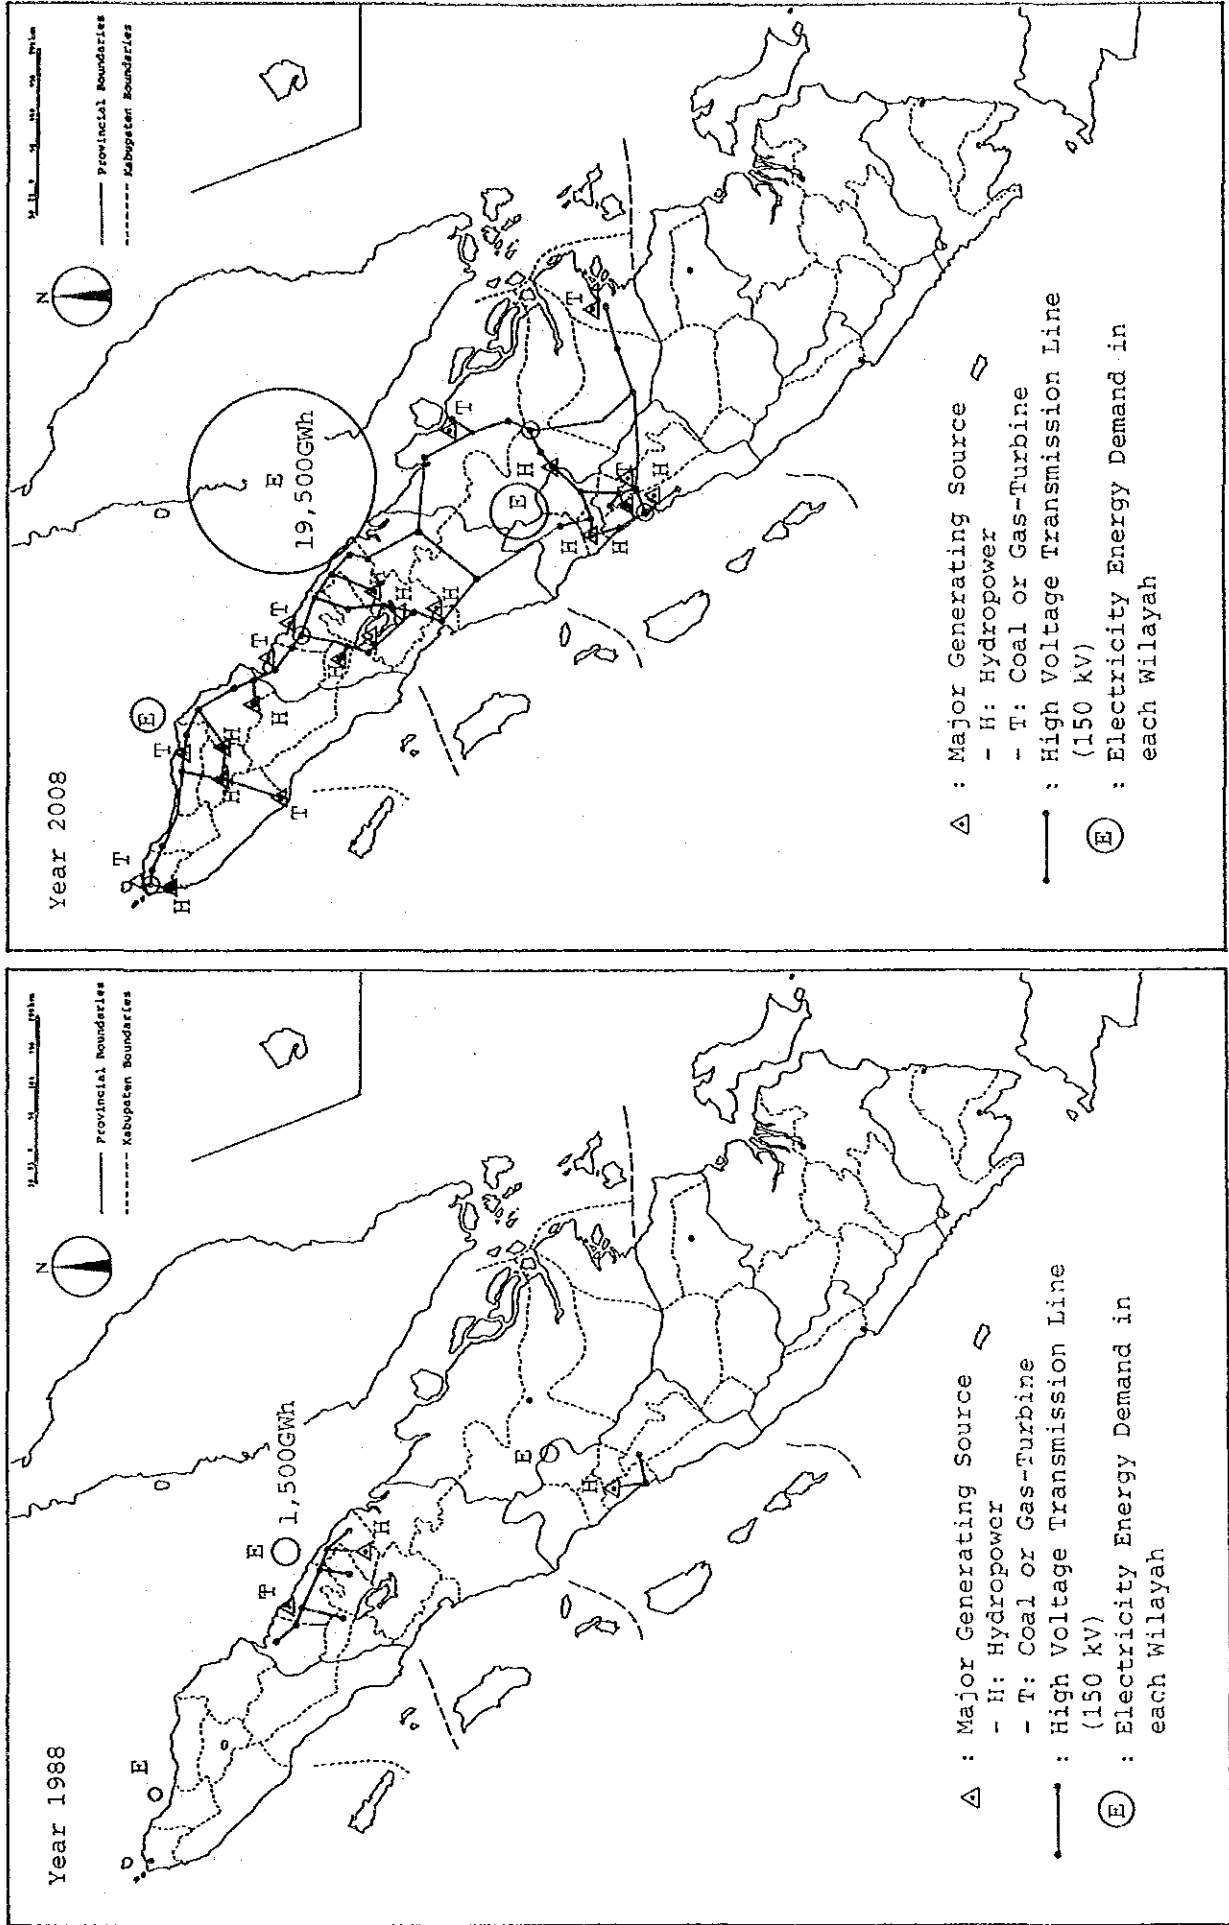 Year 2008
N
Provincial Boundaries
Kabupaten Boundaries
E
19,500GWh
E
E
T
H
T
H
H
T
H
T
T
H
H
H
H
T
H
H
H
T
H
T
: Major Generating Source
- H: Hydropower
- T: Coal or Gas-Turbine
: High Voltage Transmission Line
(150 kV)
E : Electricity Energy Demand in
each Wilayah
Year 1988
N
Provincial Boundaries
Kabupaten Boundaries
E
E
1,500GWh
T
H
E
H
: Major Generating Source
- H: Hydropower
- T: Coal or Gas-Turbine
: High Voltage Transmission Line
(150 kV)
E : Electricity Energy Demand in
each Wilayah